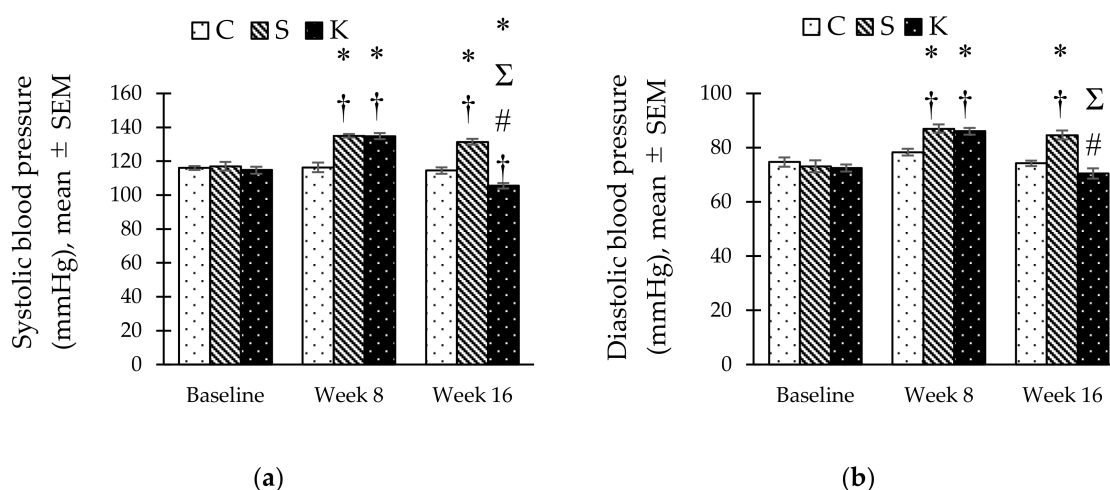 C S K
*
* * *
Σ
† † †
#
†
Systolic blood pressure
(mmHg), mean ± SEM
160
140
120
100
80
60
40
20
0
Baseline Week 8 Week 16
(a)
C S K
* * *
† † †
Σ
#
Diastolic blood pressure
(mmHg), mean ± SEM
100
80
60
40
20
0
Baseline Week 8 Week 16
(b)